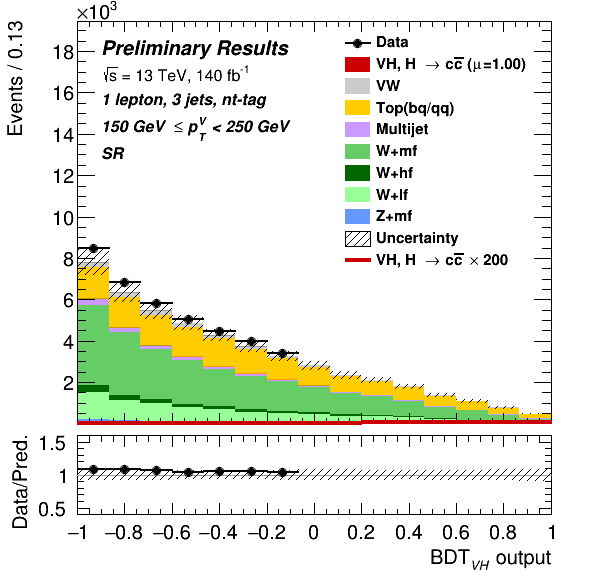 ×10³
Events / 0.13
18
16
14
12
10
8
6
4
2
Preliminary Results
√s = 13 TeV, 140 fb⁻¹
1 lepton, 3 jets, nt-tag
150 GeV ≤ p_T^V < 250 GeV
SR
Data
VH, H → cc̅ (μ=1.00)
VW
Top(bq/qq)
Multijet
W+mf
W+hf
W+lf
Z+mf
Uncertainty
VH, H → cc̅ × 200
Data/Pred.
1.5
1
0.5
−1 −0.8 −0.6 −0.4 −0.2 0 0.2 0.4 0.6 0.8 1
BDT_VH output